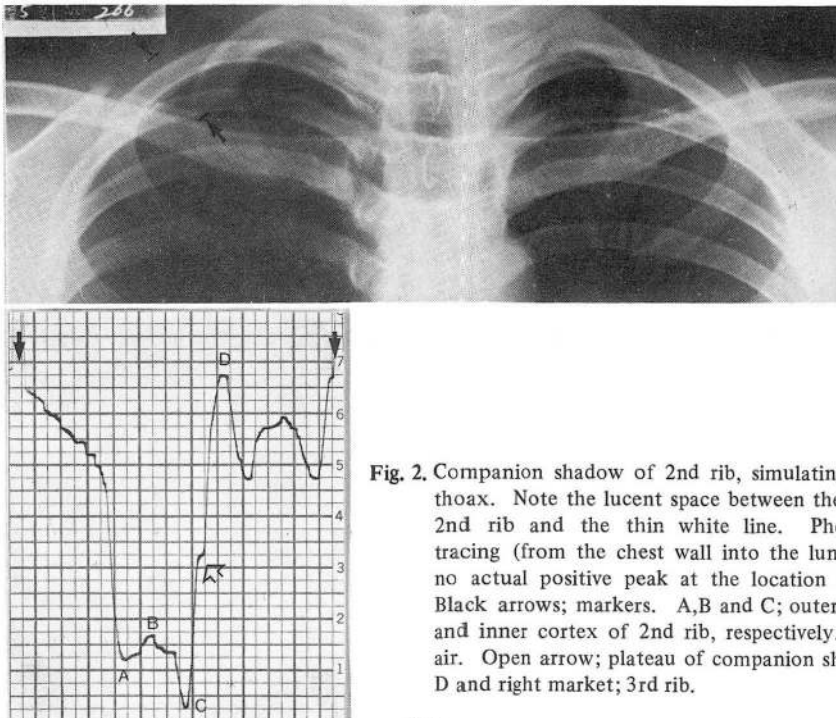 5 266
D
7
6
5
4
3
2
B
1
A
C
Fig. 2. Companion shadow of 2nd rib, simulatin
thoax. Note the lucent space between the
2nd rib and the thin white line. Ph
tracing (from the chest wall into the lun
no actual positive peak at the location
Black arrows; markers. A,B and C; outer
and inner cortex of 2nd rib, respectively
air. Open arrow; plateau of companion sh
D and right market; 3rd rib.